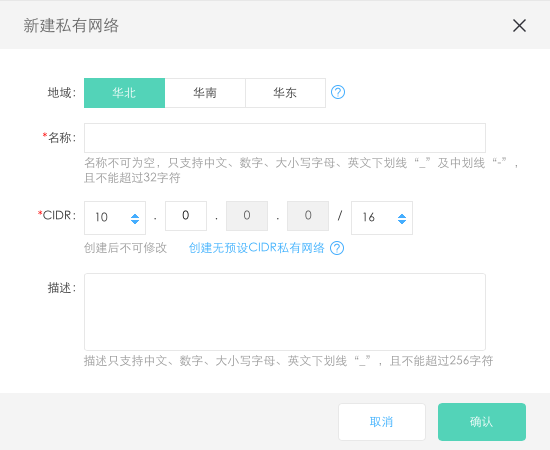 新建私有网络
地域： 华北 华南 华东 ?
*名称：
名称不可为空，只支持中文、数字、大小写字母、英文下划线“_”及中划线“-”，
且不能超过32字符
*CIDR： 10 . 0 . 0 . 0 / 16
创建后不可修改 创建无预设CIDR私有网络 ?
描述：
描述只支持中文、数字、大小写字母、英文下划线“_”，且不能超过256字符
取消 确认